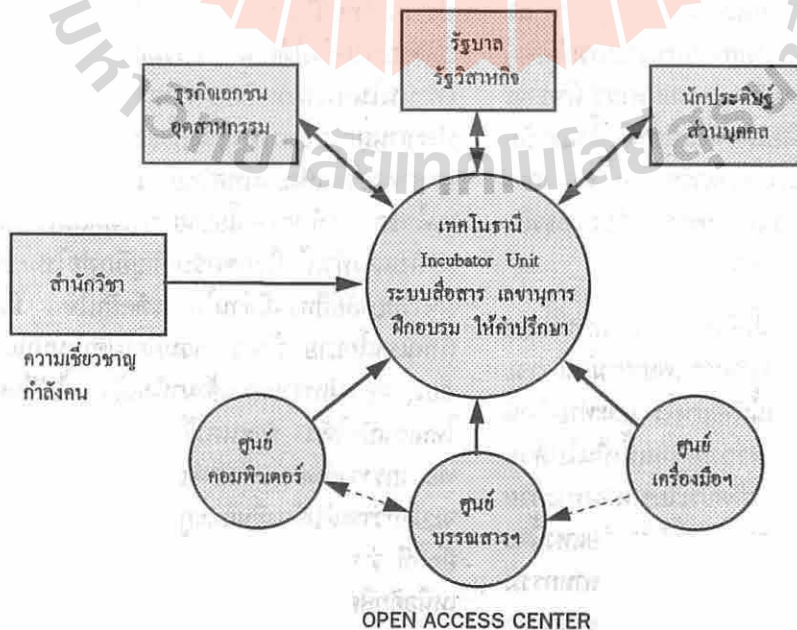 รัฐบาล
รัฐวิสาหกิจ
ธุรกิจเอกชน
อุตสาหกรรม
นักประดิษฐ์
ส่วนบุคคล
เทคโนธานี
Incubator Unit
ระบบสื่อสาร เลขานุการ
ฝึกอบรม ให้คำปรึกษา
สำนักวิชา
ความเชี่ยวชาญ
กำลังคน
ศูนย์
คอมพิวเตอร์
ศูนย์
บรรณสารฯ
ศูนย์
เครื่องมือฯ
OPEN ACCESS CENTER